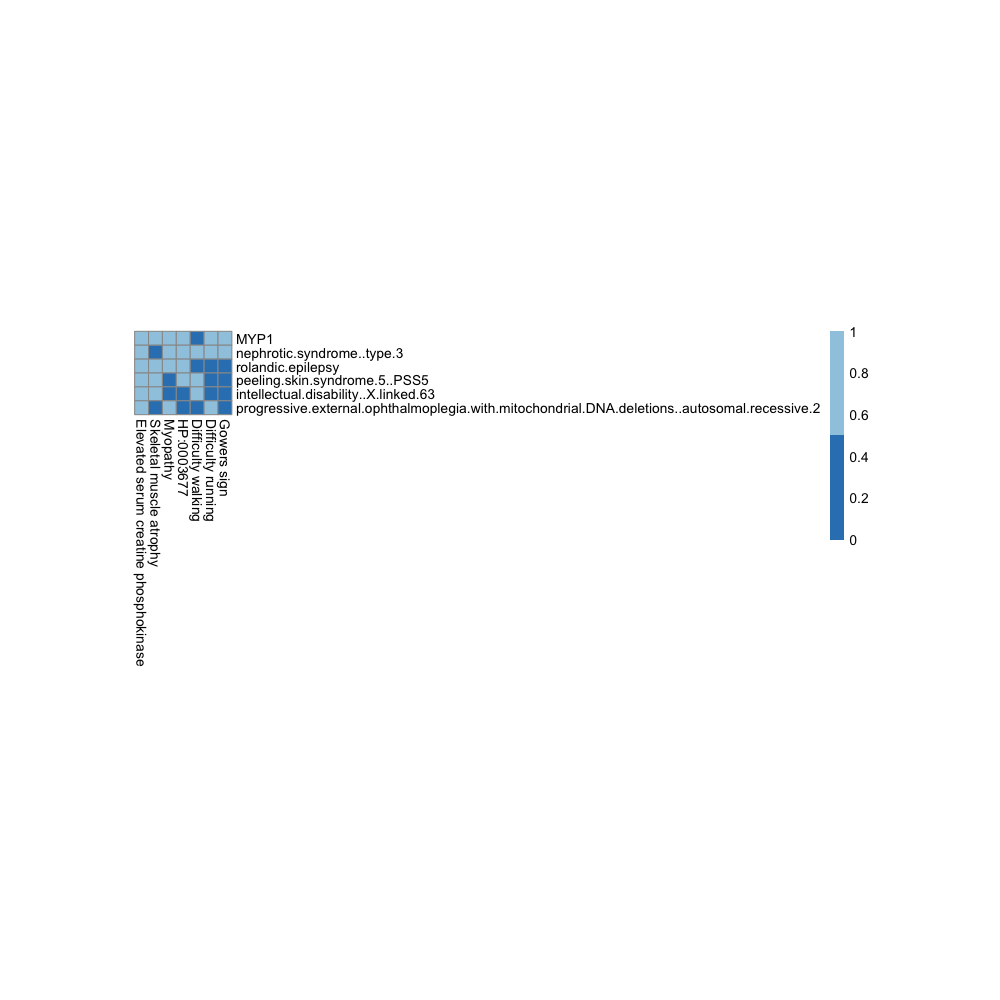 MYP1
nephrotic.syndrome..type.3
rolandic.epilepsy
peeling.skin.syndrome.5..PSS5
intellectual.disability..X.linked.63
progressive.external.ophthalmoplegia.with.mitochondrial.DNA.deletions..autosomal.recessive.2
Elevated serum creatine phosphokinase
Skeletal muscle atrophy
Myopathy
HP:0003677
Difficulty walking
Difficulty running
Gowers sign
1
0.8
0.6
0.4
0.2
0